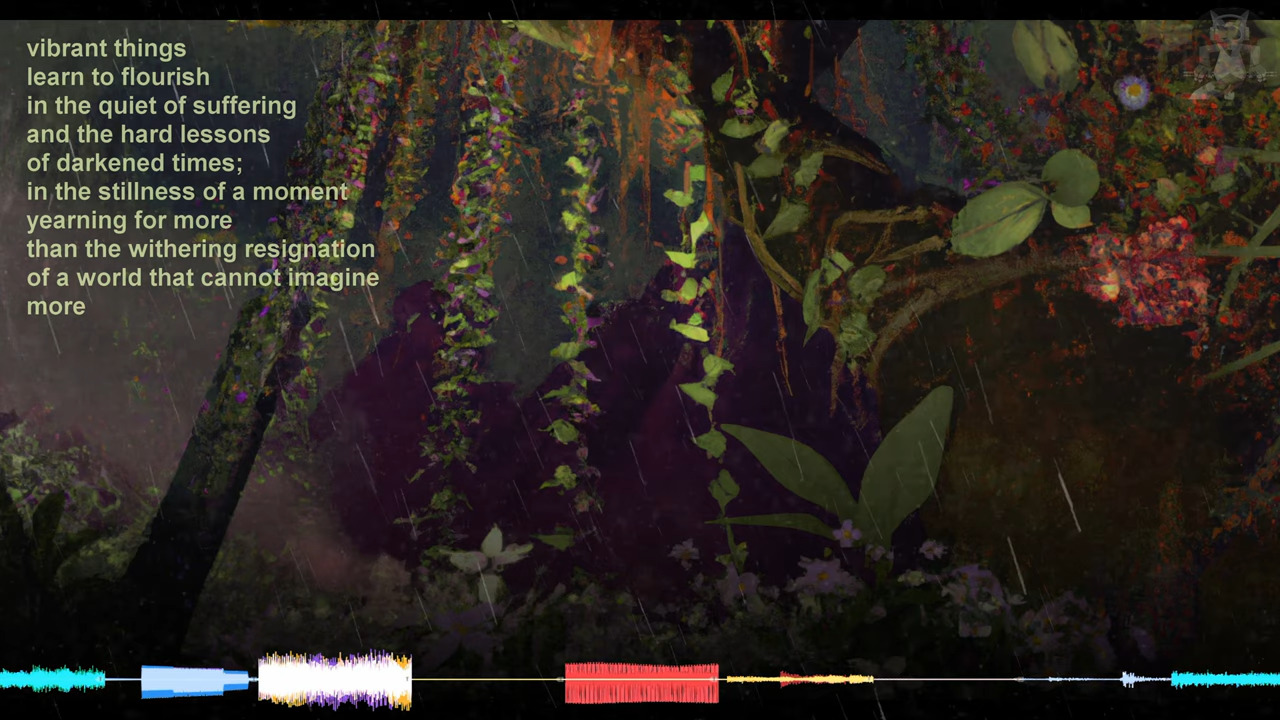 vibrant things
learn to flourish
in the quiet of suffering
and the hard lessons
of darkened times;
in the stillness of a moment
yearning for more
than the withering resignation
of a world that cannot imagine
more